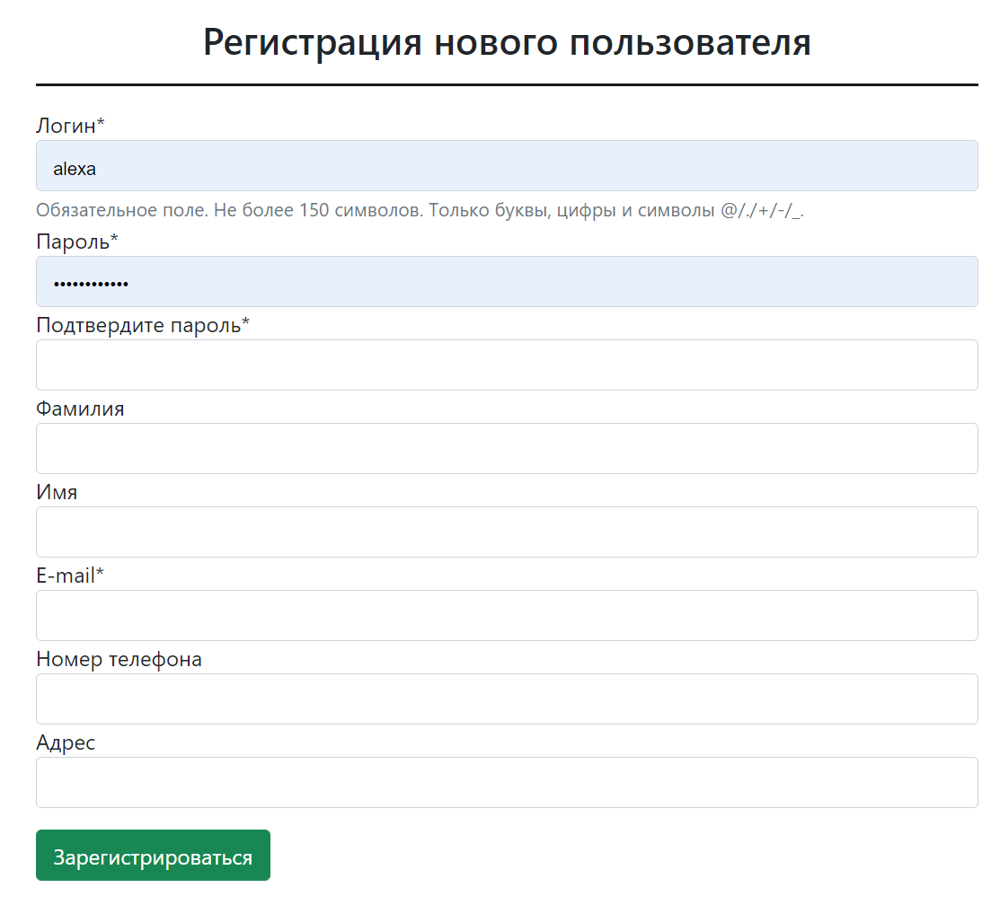 Регистрация нового пользователя
Логин*
alexa
Обязательное поле. Не более 150 символов. Только буквы, цифры и символы @/./+/-/_.
Пароль*
••••••••••••
Подтвердите пароль*
Фамилия
Имя
E-mail*
Номер телефона
Адрес
Зарегистрироваться